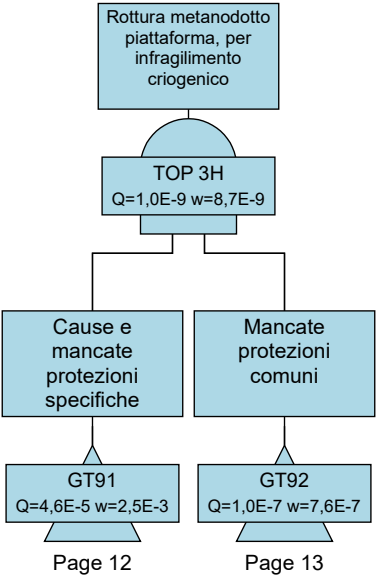 Rottura metanodotto
piattaforma, per
infragilimento
criogenico
TOP 3H
Q=1,0E-9 w=8,7E-9
Cause e
mancate
protezioni
specifiche
Mancate
protezioni
comuni
GT91
Q=4,6E-5 w=2,5E-3
GT92
Q=1,0E-7 w=7,6E-7
Page 12
Page 13